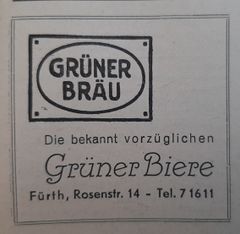 GRÜNER
BRÄU
Die bekannt vorzüglichen
Grüner Biere
Fürth, Rosenstr. 14 - Tel. 71611